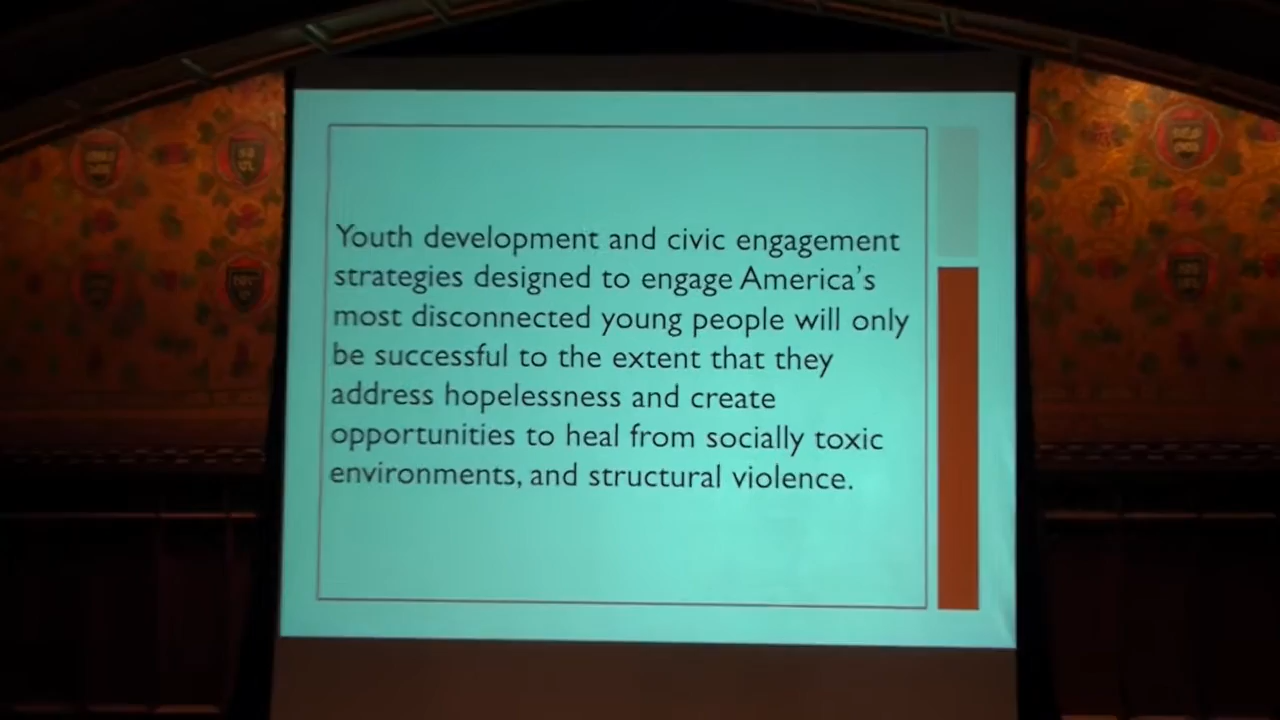 Youth development and civic engagement
strategies designed to engage America's
most disconnected young people will only
be successful to the extent that they
address hopelessness and create
opportunities to heal from socially toxic
environments, and structural violence.